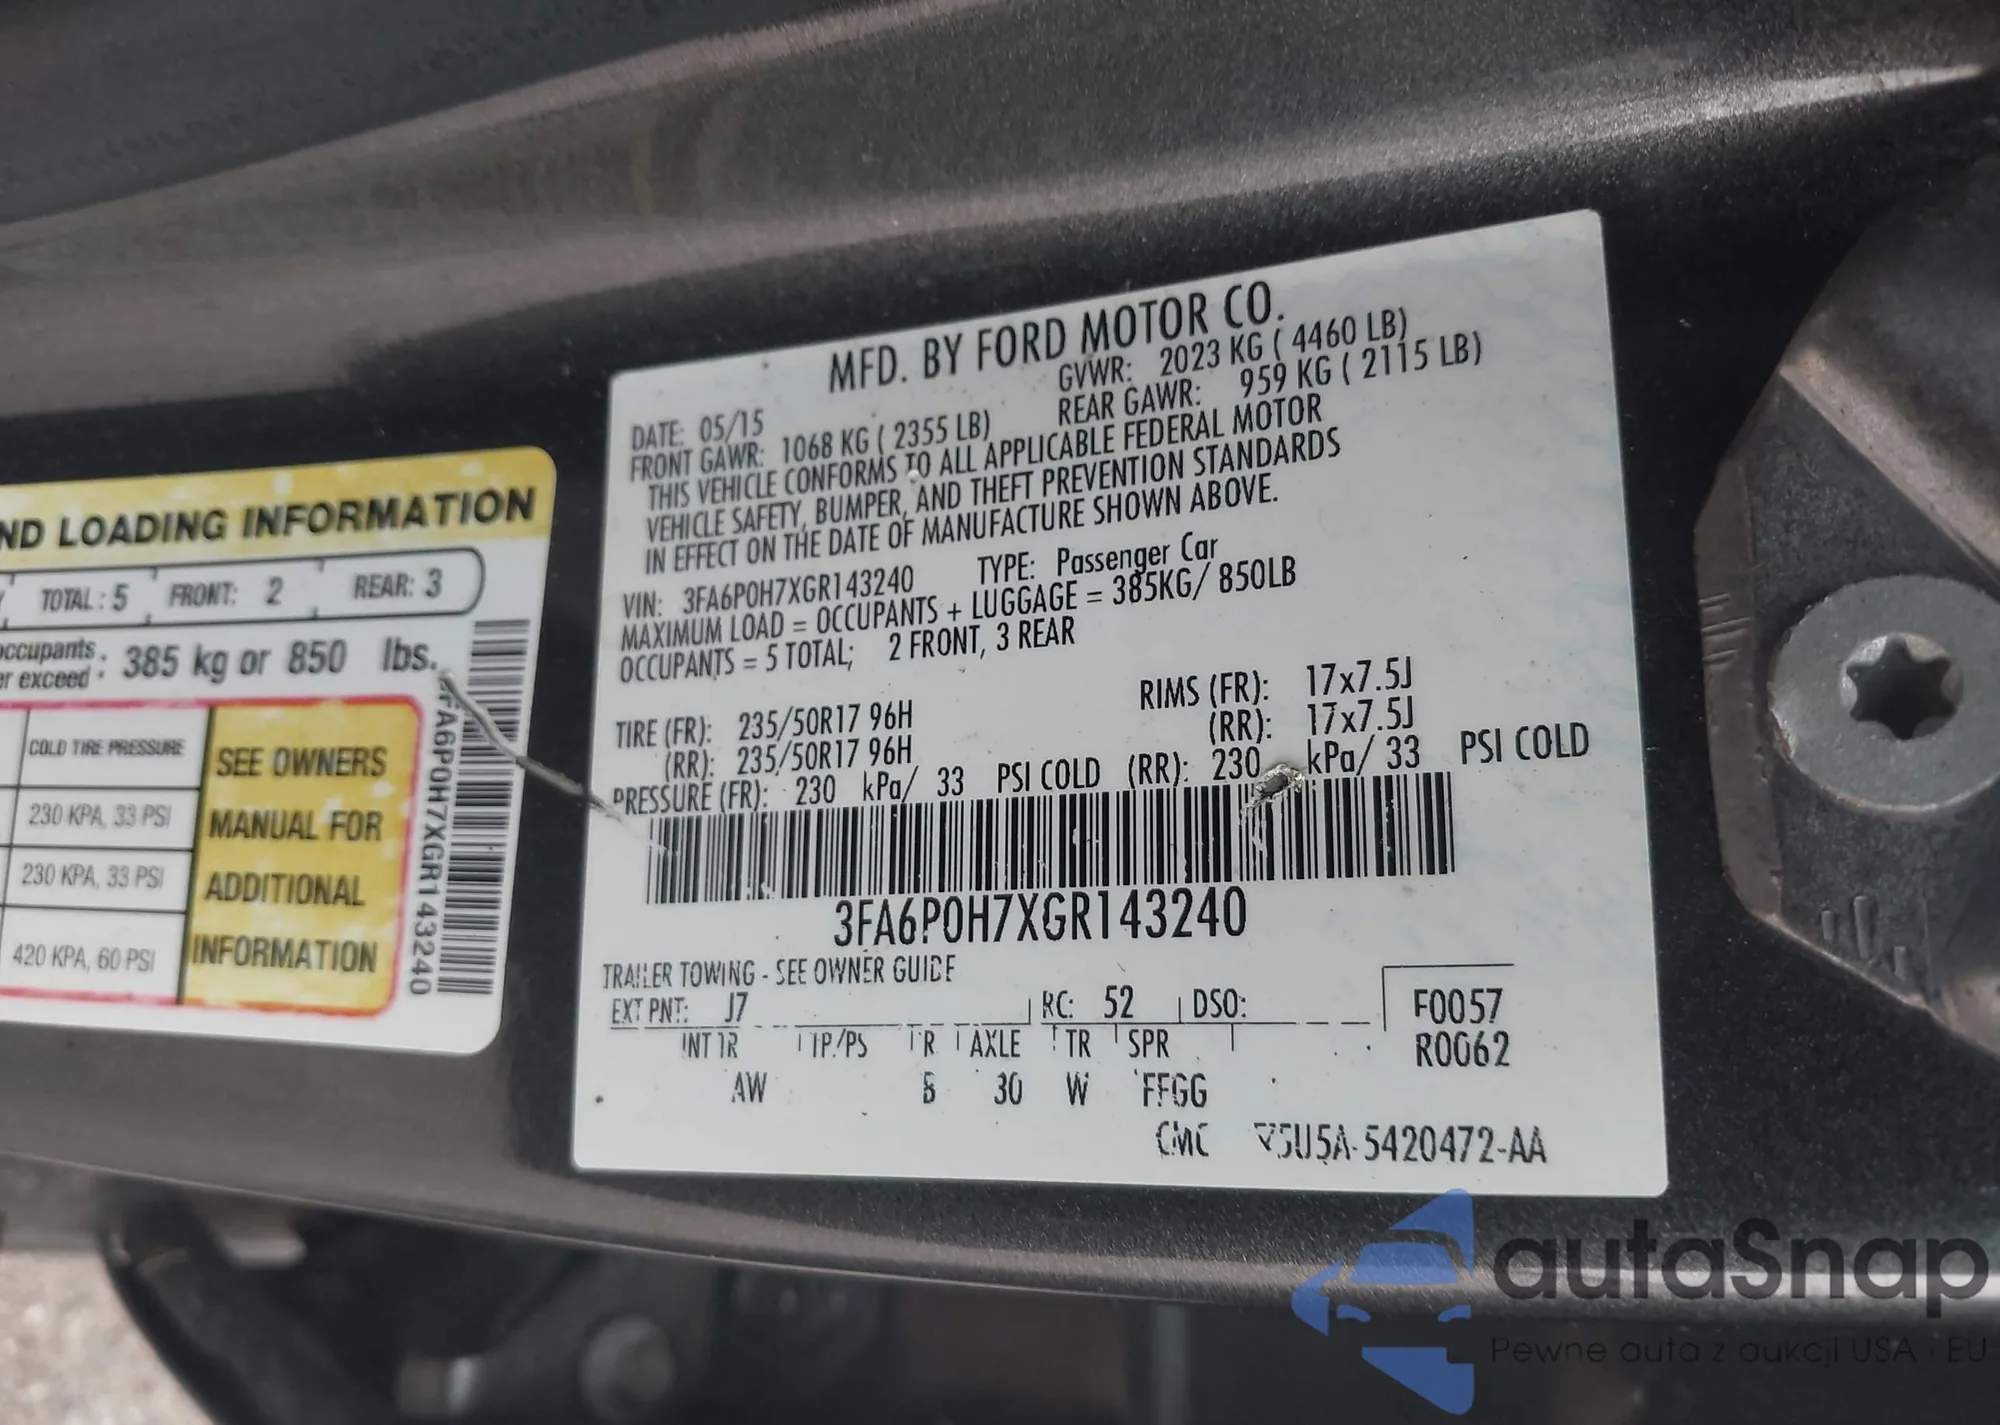 ND LOADING INFORMATION
TOTAL: 5 FRONT: 2 REAR: 3
occupants
er exceed 385 kg or 850 lbs.
COLD TIRE PRESSURE
230 KPA, 33 PSI
230 KPA, 33 PSI
420 KPA, 60 PSI
SEE OWNERS
MANUAL FOR
ADDITIONAL
INFORMATION
FA6P0H7XGR143240
MFD. BY FORD MOTOR CO.
DATE: 05/15 GVWR: 2023 KG ( 4460 LB)
FRONT GAWR: 1068 KG ( 2355 LB) REAR GAWR: 959 KG ( 2115 LB)
THIS VEHICLE CONFORMS TO ALL APPLICABLE FEDERAL MOTOR
VEHICLE SAFETY, BUMPER, AND THEFT PREVENTION STANDARDS
IN EFFECT ON THE DATE OF MANUFACTURE SHOWN ABOVE.
VIN: 3FA6P0H7XGR143240 TYPE: Passenger Car
MAXIMUM LOAD = OCCUPANTS + LUGGAGE = 385KG/ 850LB
OCCUPANTS = 5 TOTAL; 2 FRONT, 3 REAR
TIRE (FR): 235/50R17 96H RIMS (FR): 17x7.5J
(RR): 235/50R17 96H (RR): 17x7.5J
PRESSURE (FR): 230 kPa/ 33 PSI COLD (RR): 230 kPa/ 33 PSI COLD
3FA6P0H7XGR143240
TRAILER TOWING - SEE OWNER GUIDE
EXT PNT: J7 RC: 52 DSO: F0057
INT TR TP/PS R AXLE TR SPR R0062
AW B 30 W FFGG
CMC 5U5A-5420472-AA
autaSnap
Pewne auta z aukcji USA i EU